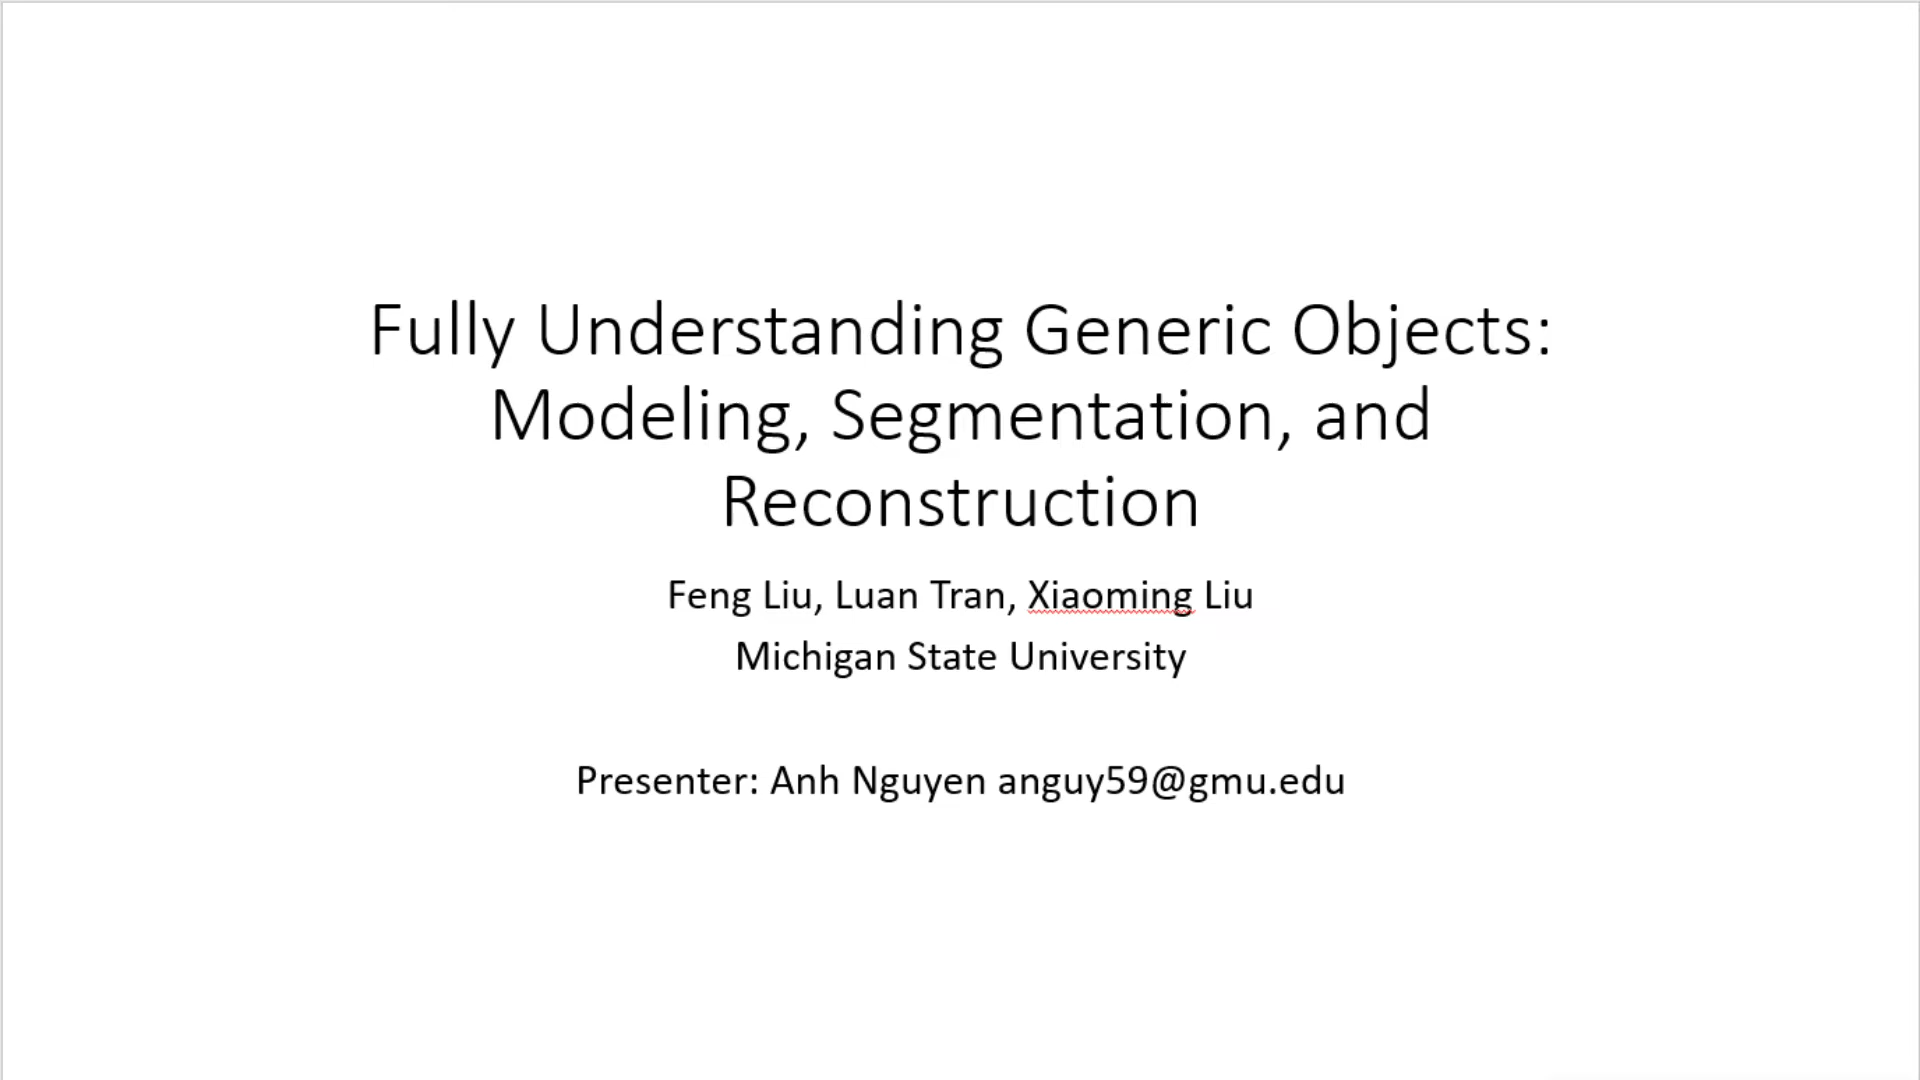 Fully Understanding Generic Objects:
Modeling, Segmentation, and
Reconstruction
Feng Liu, Luan Tran, Xiaoming Liu
Michigan State University
Presenter: Anh Nguyen anguy59@gmu.edu